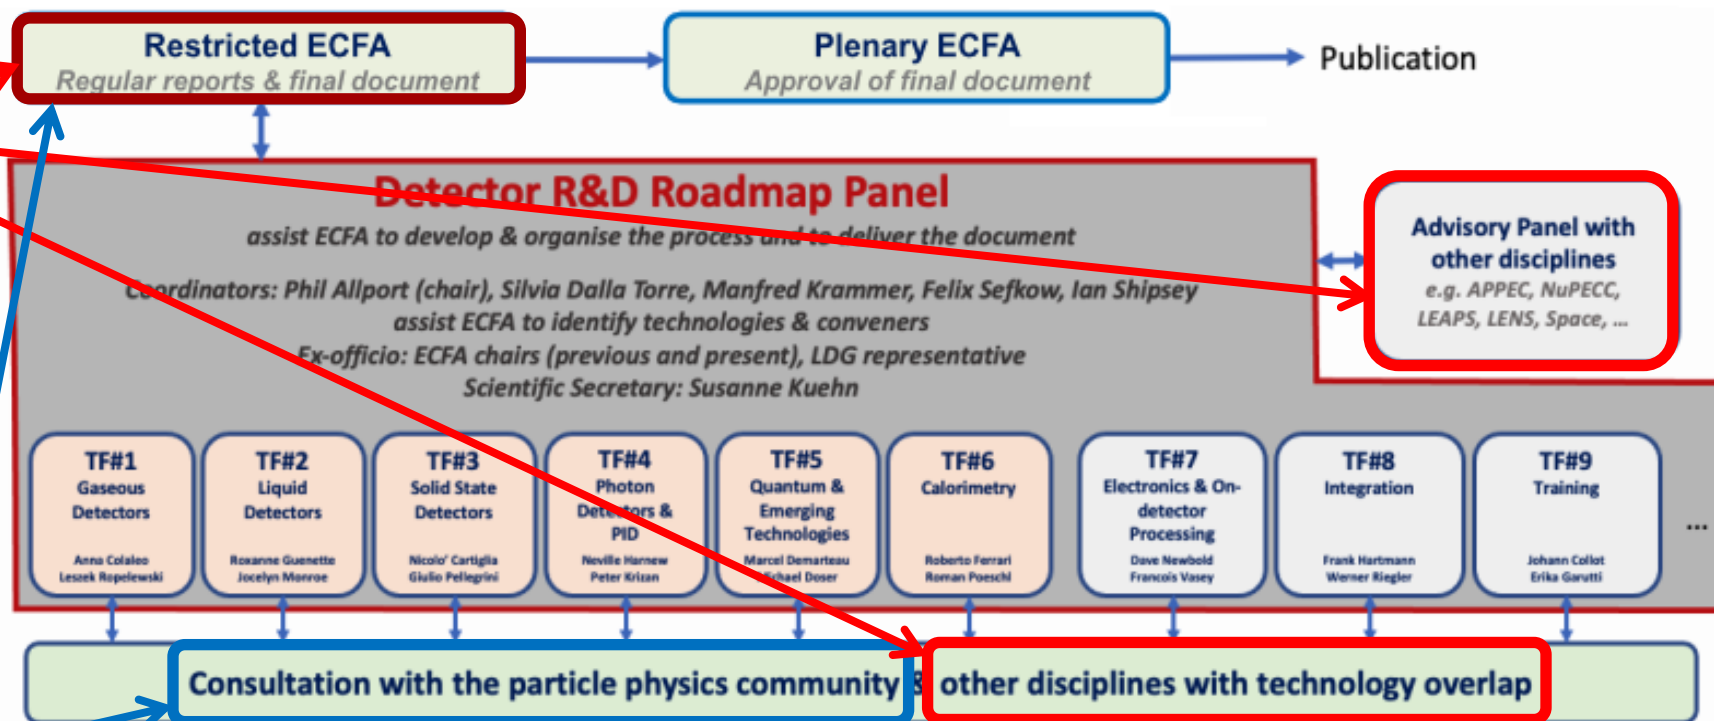 Restricted ECFA
Regular reports & final document
Plenary ECFA
Approval of final document
Publication
Detector R&D Roadmap Panel
assist ECFA to develop & organise the process and to deliver the document
Coordinators: Phil Allport (chair), Silvia Dalla Torre, Manfred Krammer, Felix Sefkow, Ian Shipsey
assist ECFA to identify technologies & conveners
Ex-officio: ECFA chairs (previous and present), LDG representative
Scientific Secretary: Susanne Kuehn
Advisory Panel with
other disciplines
e.g. APPEC, NuPECC,
LEAPS, LENS, Space, ...
TF#1
Gaseous
Detectors
Anna Colaleo
Leszek Ropelewski
TF#2
Liquid
Detectors
Roxanne Guenette
Jocelyn Monroe
TF#3
Solid State
Detectors
Nicolo' Cartiglia
Giulio Pellegrini
TF#4
Photon
Detectors &
PID
Neville Harnew
Peter Krizan
TF#5
Quantum &
Emerging
Technologies
Marcel Demarteau
Michael Doser
TF#6
Calorimetry
Roberto Ferrari
Roman Poeschl
TF#7
Electronics & On-
detector
Processing
Dave Newbold
Francois Vasey
TF#8
Integration
Frank Hartmann
Werner Riegler
TF#9
Training
Johann Collot
Erika Garutti
...
Consultation with the particle physics community & other disciplines with technology overlap